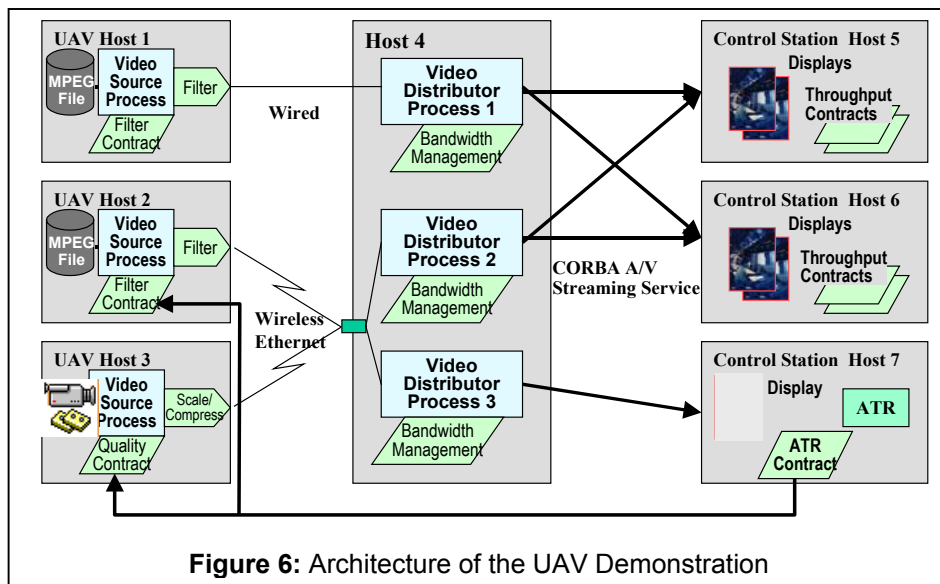 UAV Host 1
MPEG
File
Video
Source
Process
Filter
Filter
Contract
Wired
UAV Host 2
MPEG
File
Video
Source
Process
Filter
Filter
Contract
Wireless
Ethernet
UAV Host 3
Video
Source
Process
Scale/
Compress
Quality
Contract
Host 4
Video
Distributor
Process 1
Bandwidth
Management
Video
Distributor
Process 2
Bandwidth
Management
Video
Distributor
Process 3
Bandwidth
Management
CORBA A/V
Streaming Service
Control Station Host 5
Displays
Throughput
Contracts
Control Station Host 6
Displays
Throughput
Contracts
Control Station Host 7
Display
ATR
ATR
Contract
Figure 6: Architecture of the UAV Demonstration